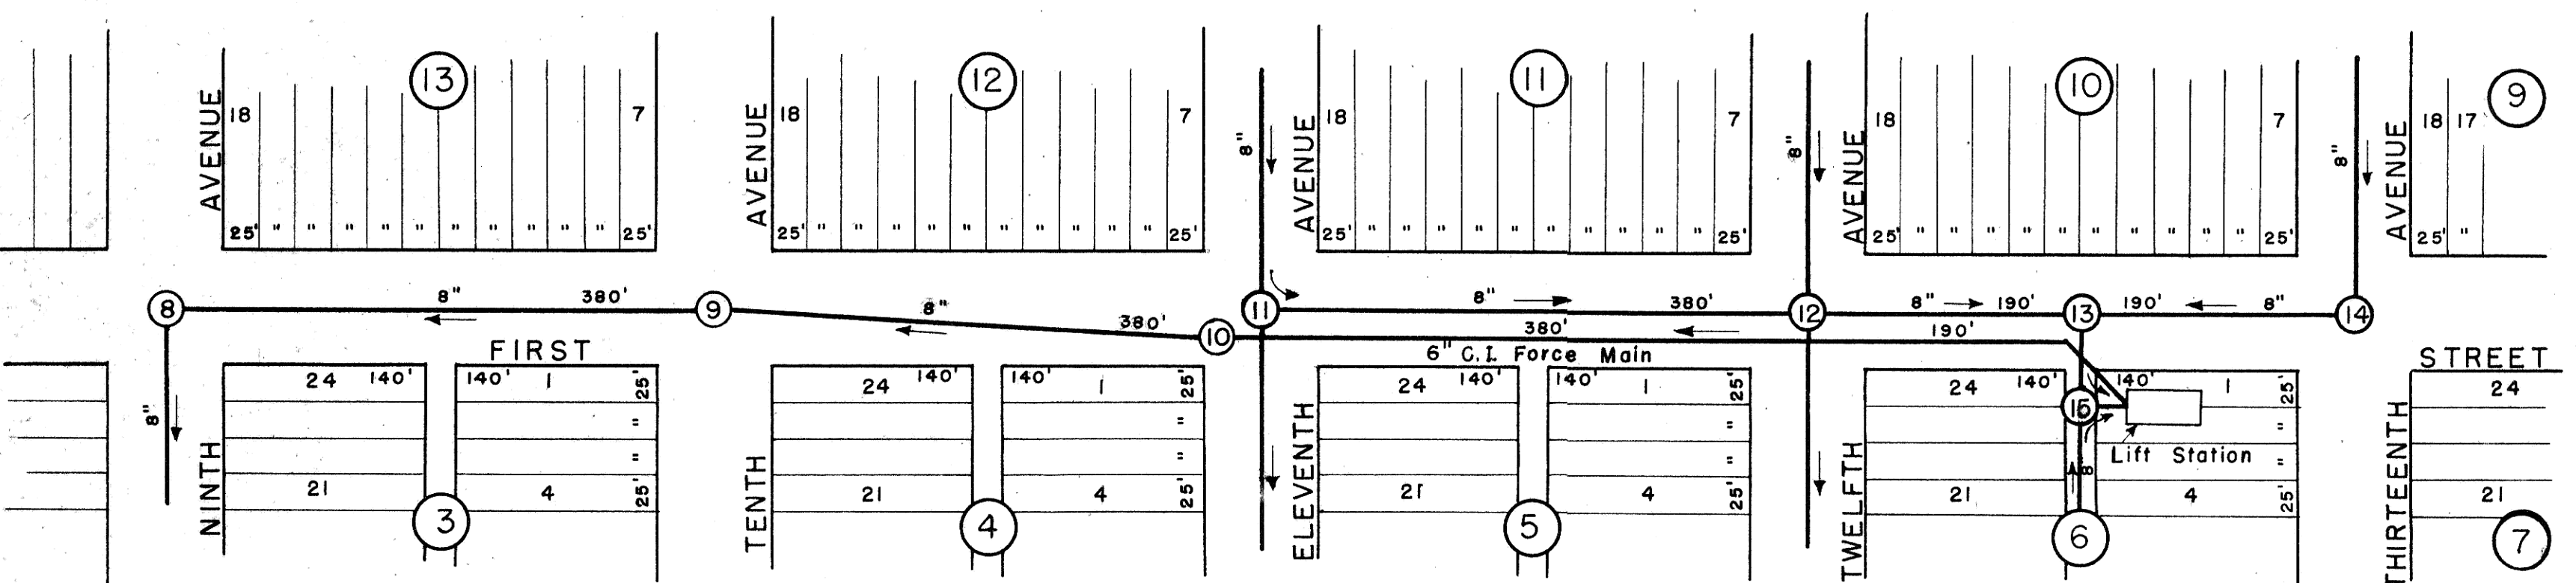 13 12 11 10 9
AVENUE 18 7 AVENUE 18 7 8" AVENUE 18 7 8" AVENUE 18 7 8" AVENUE 18 17
25' " " " " " " " " " " 25' 25' " " " " " " " " " " 25' 25' " " " " " " " " " " 25' 25' " " " " " " " " " " 25' 25' "
8 8" 380' 9 8" 380' 10 11 8" 380' 12 8" 190' 13 190' 8" 14
380' 190'
FIRST 6" C.I. Force Main STREET
24 140' 140' 1 25' 24 140' 140' 1 25' 24 140' 140' 1 25' 24 140' 140' 1 25' 24
8" " " " 15 "
" " " Lift Station "
21 4 25' 21 4 25' 21 4 25' 21 8 4 25' 21
NINTH 3 TENTH 4 ELEVENTH 5 TWELFTH 6 THIRTEENTH 7